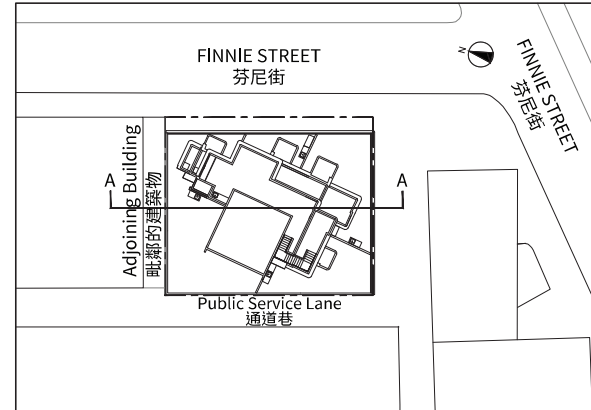 FINNIE STREET
芬尼街
N
FINNIE STREET
芬尼街
Adjoining Building
毗鄰的建築物
A
A
Public Service Lane
通道巷